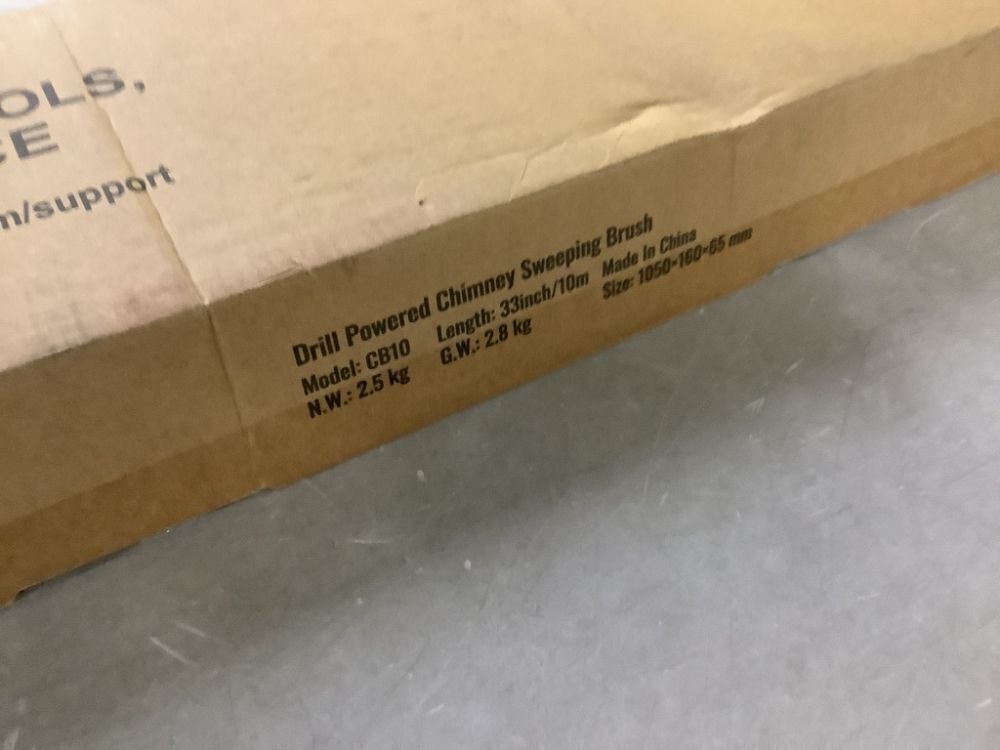 OLS,
CE
m/support
Drill Powered Chimney Sweeping Brush
Model: CB10 Length: 33inch/10m Made In China
N.W.: 2.5 kg G.W.: 2.8 kg Size: 1050×160×65 mm